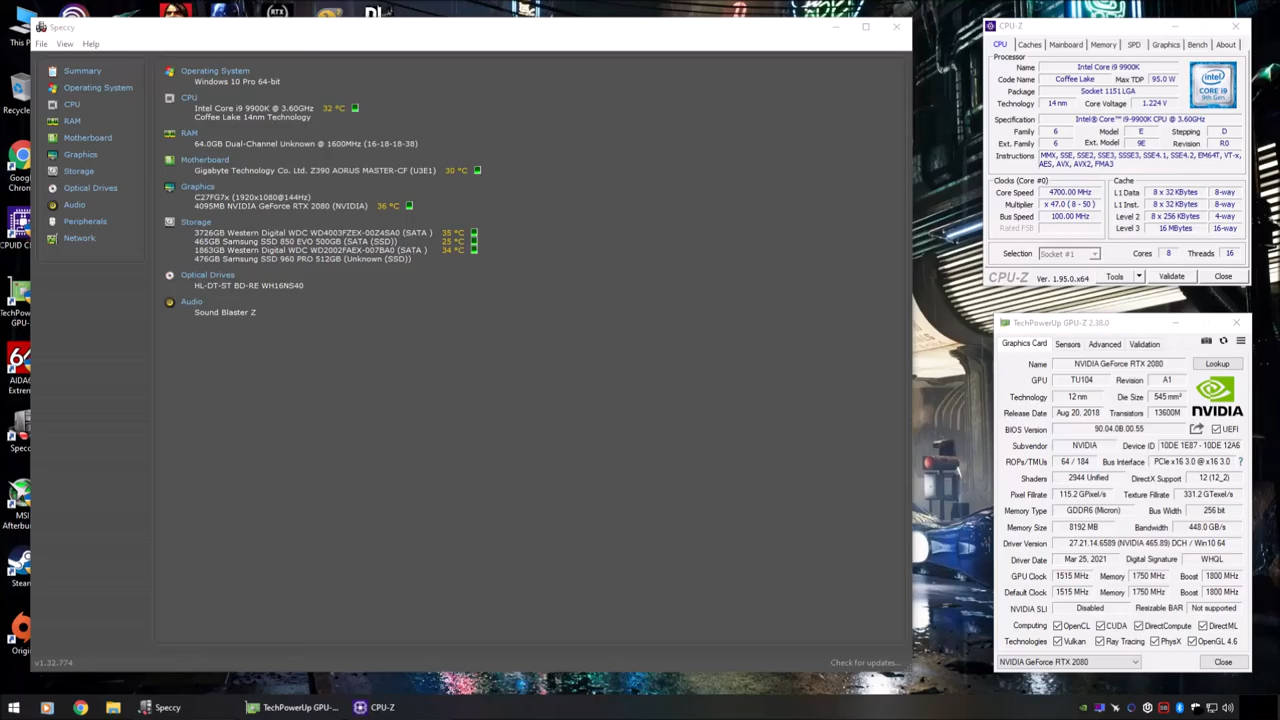 This P
Recycle
Google
Chrom
CPUID C
TechPow
GPU-
AIDA6
Extrem
Speccy
MSI
Afterbur
Stean
Origi
RTX
Speccy
File View Help
Summary
Operating System
CPU
RAM
Motherboard
Graphics
Storage
Optical Drives
Audio
Peripherals
Network
Operating System
Windows 10 Pro 64-bit
CPU
Intel Core i9 9900K @ 3.60GHz 32 °C
Coffee Lake 14nm Technology
RAM
64.0GB Dual-Channel Unknown @ 1600MHz (16-18-18-38)
Motherboard
Gigabyte Technology Co. Ltd. Z390 AORUS MASTER-CF (U3E1) 30 °C
Graphics
C27FG7x (1920x1080@144Hz)
4095MB NVIDIA GeForce RTX 2080 (NVIDIA) 36 °C
Storage
3726GB Western Digital WDC WD4003FZEX-00Z4SA0 (SATA ) 35 °C
465GB Samsung SSD 850 EVO 500GB (SATA (SSD)) 25 °C
1863GB Western Digital WDC WD2002FAEX-007BA0 (SATA ) 34 °C
476GB Samsung SSD 960 PRO 512GB (Unknown (SSD))
Optical Drives
HL-DT-ST BD-RE WH16NS40
Audio
Sound Blaster Z
v1.32.774
Check for updates...
CPU-Z
CPU Caches Mainboard Memory SPD Graphics Bench About
Processor
Name Intel Core i9 9900K
Code Name Coffee Lake Max TDP 95.0 W
Package Socket 1151 LGA
Technology 14 nm Core Voltage 1.224 V
intel
CORE i9
9th Gen
Specification Intel® Core™ i9-9900K CPU @ 3.60GHz
Family 6 Model E Stepping D
Ext. Family 6 Ext. Model 9E Revision R0
Instructions MMX, SSE, SSE2, SSE3, SSSE3, SSE4.1, SSE4.2, EM64T, VT-x,
AES, AVX, AVX2, FMA3
Clocks (Core #0) Cache
Core Speed 4700.00 MHz L1 Data 8 x 32 KBytes 8-way
Multiplier x 47.0 ( 8 - 50 ) L1 Inst. 8 x 32 KBytes 8-way
Bus Speed 100.00 MHz Level 2 8 x 256 KBytes 4-way
Rated FSB Level 3 16 MBytes 16-way
Selection Socket #1 Cores 8 Threads 16
CPU-Z Ver. 1.95.0.x64 Tools Validate Close
TechPowerUp GPU-Z 2.38.0
Graphics Card Sensors Advanced Validation
Name NVIDIA GeForce RTX 2080 Lookup
GPU TU104 Revision A1
Technology 12 nm Die Size 545 mm²
NVIDIA
Release Date Aug 20, 2018 Transistors 13600M
BIOS Version 90.04.0B.00.55 UEFI
Subvendor NVIDIA Device ID 10DE 1E87 - 10DE 12A6
ROPs/TMUs 64 / 184 Bus Interface PCIe x16 3.0 @ x16 3.0 ?
Shaders 2944 Unified DirectX Support 12 (12_2)
Pixel Fillrate 115.2 GPixel/s Texture Fillrate 331.2 GTexel/s
Memory Type GDDR6 (Micron) Bus Width 256 bit
Memory Size 8192 MB Bandwidth 448.0 GB/s
Driver Version 27.21.14.6589 (NVIDIA 465.89) DCH / Win10 64
Driver Date Mar 25, 2021 Digital Signature WHQL
GPU Clock 1515 MHz Memory 1750 MHz Boost 1800 MHz
Default Clock 1515 MHz Memory 1750 MHz Boost 1800 MHz
NVIDIA SLI Disabled Resizable BAR Not supported
Computing OpenCL CUDA DirectCompute DirectML
Technologies Vulkan Ray Tracing PhysX OpenGL 4.6
NVIDIA GeForce RTX 2080 Close
Speccy TechPowerUp GPU-... CPU-Z